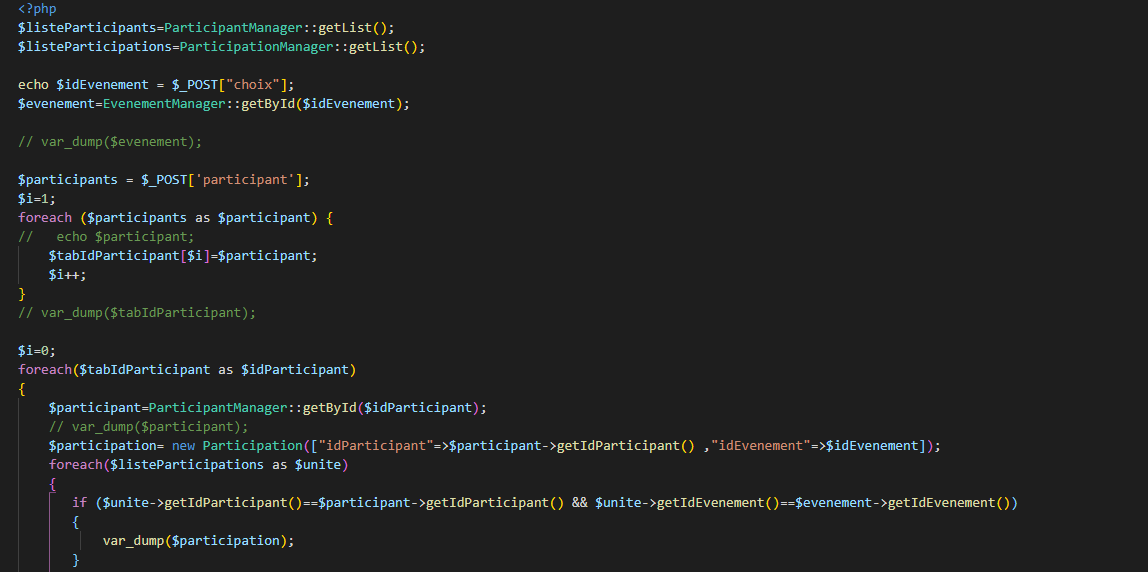 <?php
$listeParticipants=ParticipantManager::getList();
$listeParticipations=ParticipationManager::getList();
echo $idEvenement = $_POST["choix"];
$evenement=EvenementManager::getById($idEvenement);
// var_dump($evenement);
$participants = $_POST['participant'];
$i=1;
foreach ($participants as $participant) {
//   echo $participant;
$tabIdParticipant[$i]=$participant;
$i++;
}
// var_dump($tabIdParticipant);
$i=0;
foreach($tabIdParticipant as $idParticipant)
{
$participant=ParticipantManager::getById($idParticipant);
// var_dump($participant);
$participation= new Participation(["idParticipant"=>$participant->getIdParticipant() ,"idEvenement"=>$idEvenement]);
foreach($listeParticipations as $unite)
{
if ($unite->getIdParticipant()==$participant->getIdParticipant() && $unite->getIdEvenement()==$evenement->getIdEvenement())
{
var_dump($participation);
}